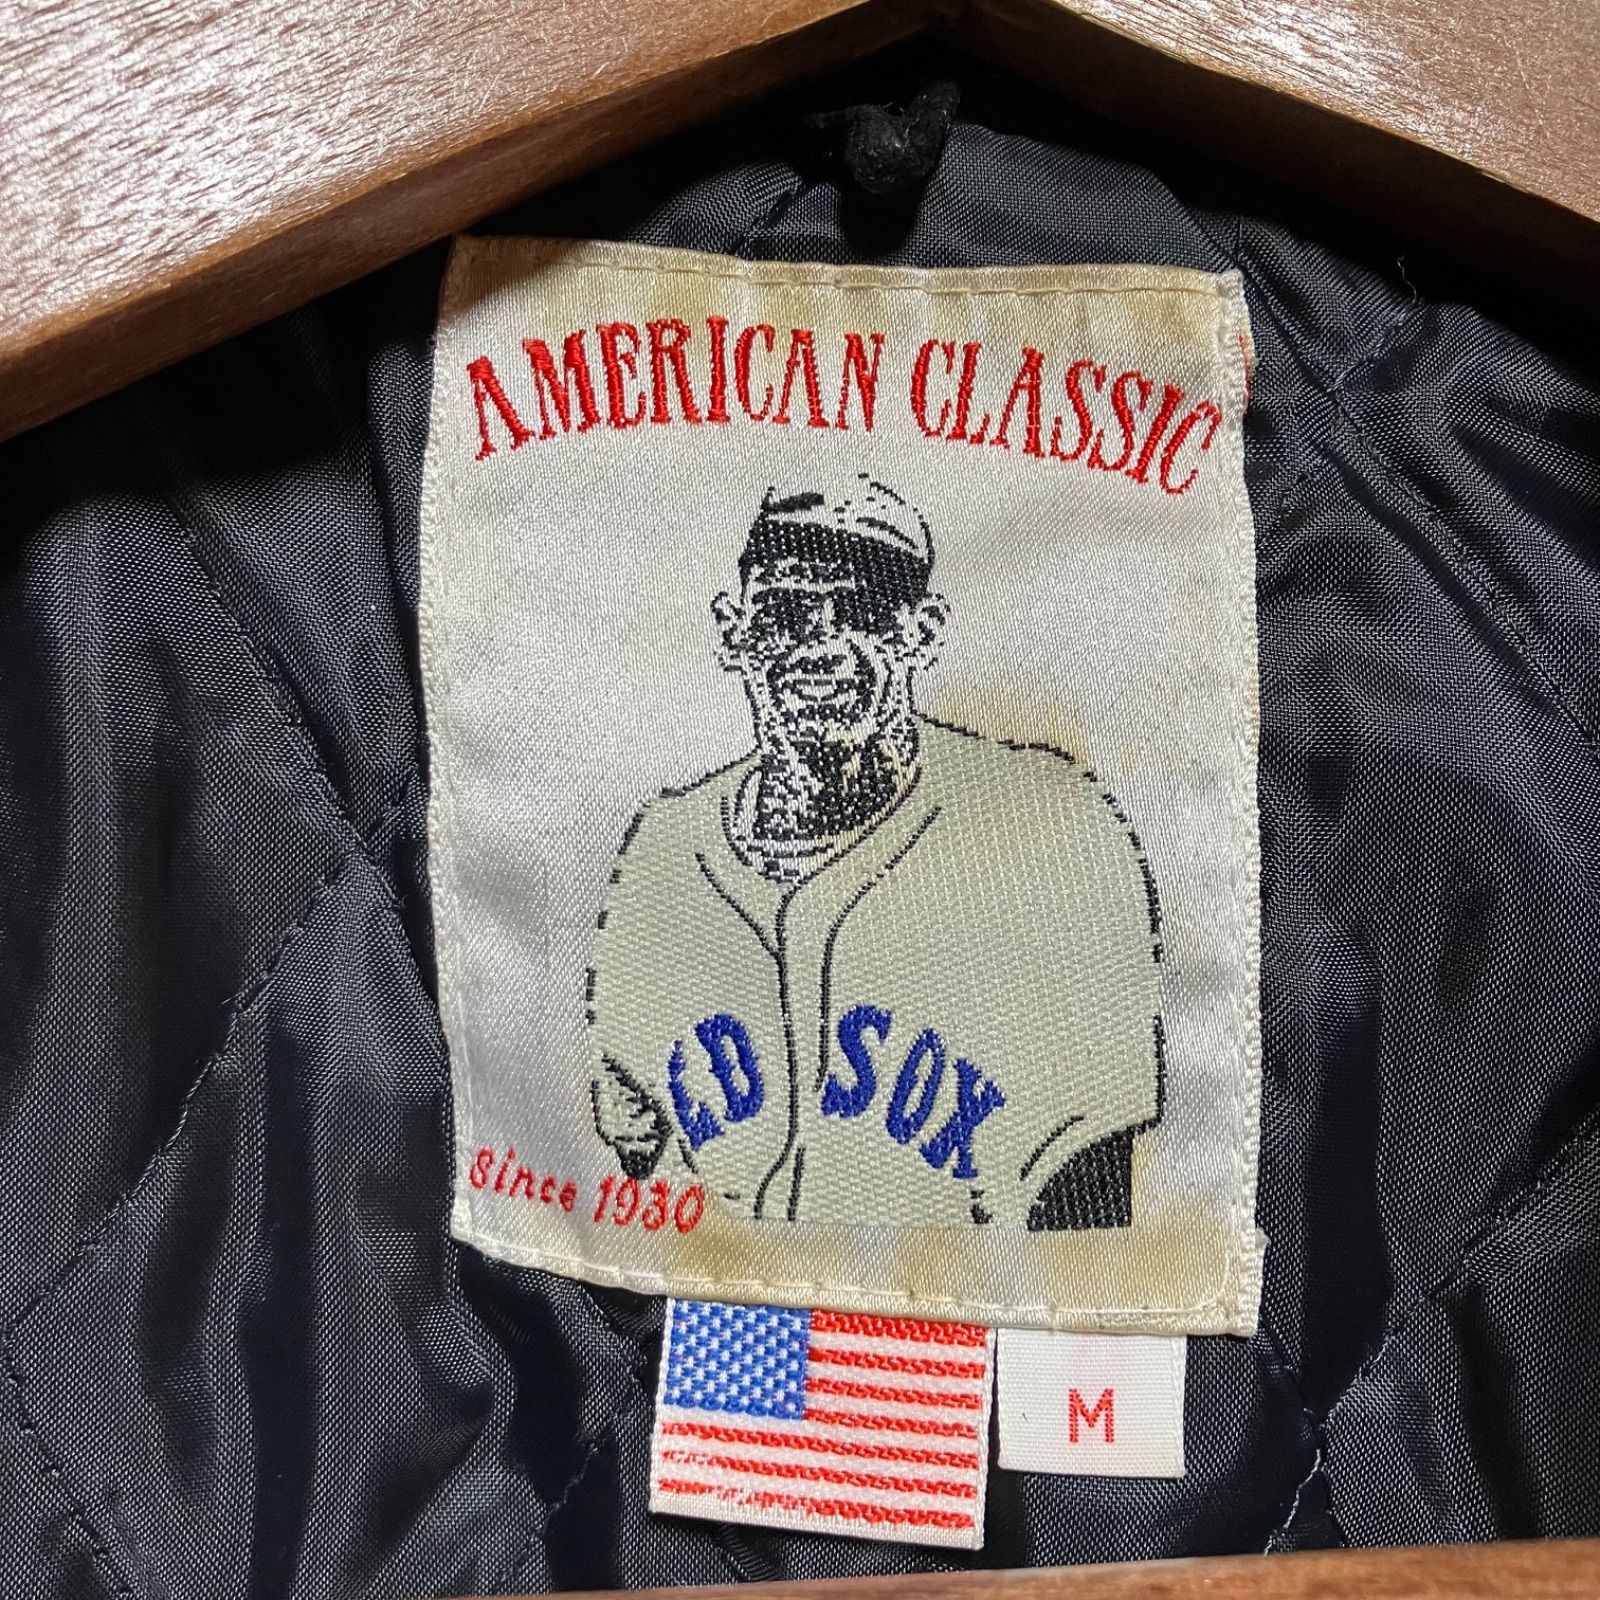 AMERICAN CLASSIC
ED SOX
since 1930
M